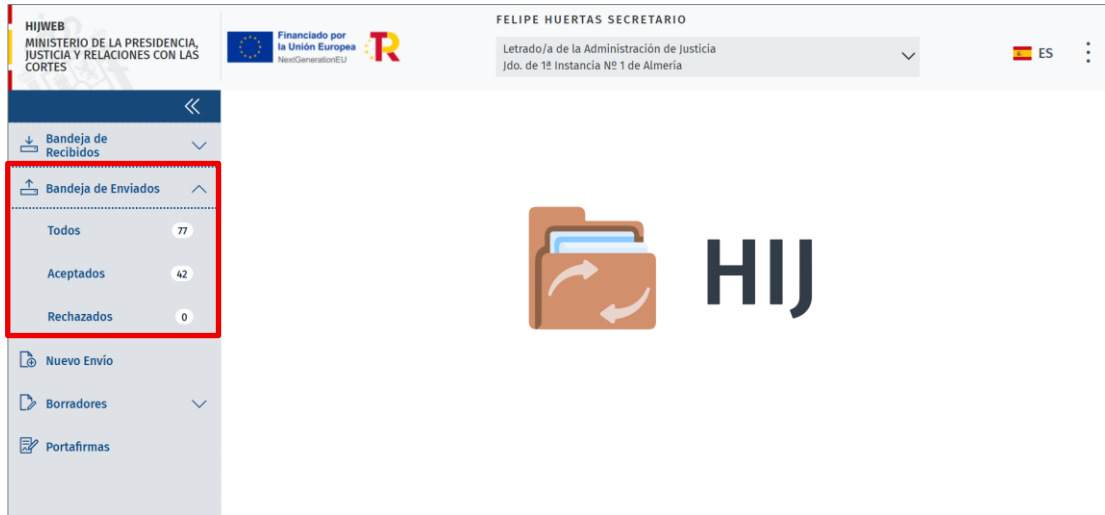 HIJWEB
MINISTERIO DE LA PRESIDENCIA,
JUSTICIA Y RELACIONES CON LAS
CORTES
Financiado por
la Unión Europea
NextGenerationEU
R
FELIPE HUERTAS SECRETARIO
Letrado/a de la Administración de Justicia
Jdo. de 1ª Instancia Nº 1 de Almería
ES
Bandeja de
Recibidos
Bandeja de Enviados
Todos 77
Aceptados 42
Rechazados 0
Nuevo Envío
Borradores
Portafirmas
HIJ